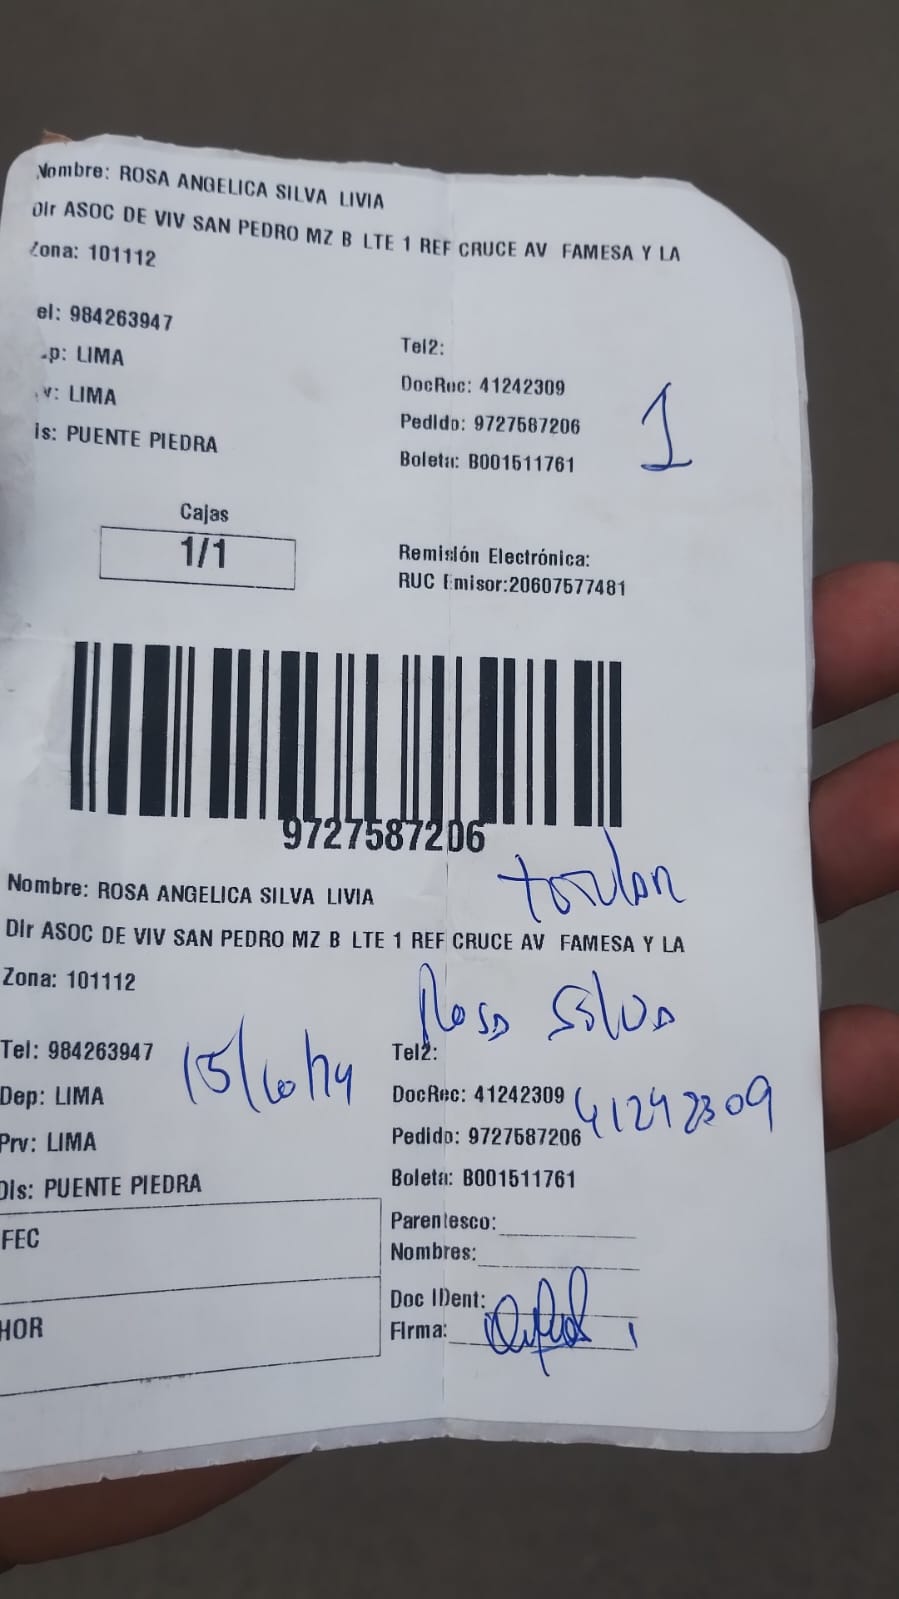 Nombre: ROSA ANGELICA SILVA LIVIA
Dir ASOC DE VIV SAN PEDRO MZ B LTE 1 REF CRUCE AV FAMESA Y LA
Zona: 101112
el: 984263947
Tel2:
p: LIMA
DocRec: 41242309
v: LIMA
Pedido: 9727587206
1
is: PUENTE PIEDRA
Boleta: B001511761
Cajas
1/1
Remisión Electrónica:
RUC Emisor:20607577481
9727587206
Nombre: ROSA ANGELICA SILVA LIVIA
Dir ASOC DE VIV SAN PEDRO MZ B LTE 1 REF CRUCE AV FAMESA Y LA
Zona: 101112
Rosa Silva
Tel: 984263947
Tel2:
Dep: LIMA
DocRec: 41242309
41242309
Prv: LIMA
Pedido: 9727587206
Dis: PUENTE PIEDRA
Boleta: B001511761
FEC
Parentesco:
Nombres:
HOR
Doc IDent:
Firma: